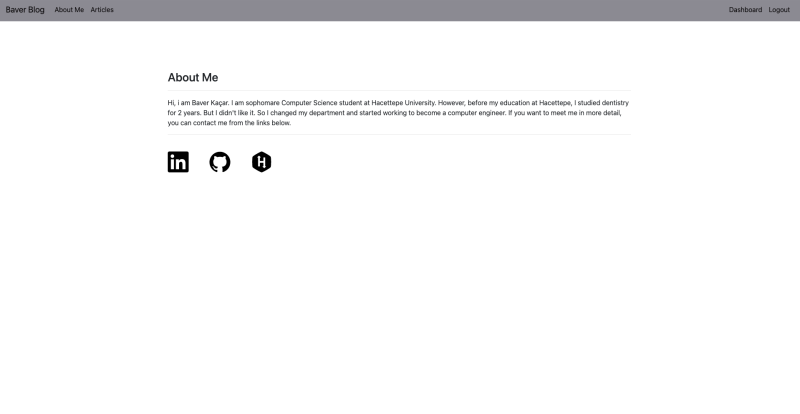 Baver Blog About Me Articles Dashboard Logout
About Me
Hi, i am Baver Kaçar. I am sophomare Computer Science student at Hacettepe University. However, before my education at Hacettepe, I studied dentistry
for 2 years. But I didn't like it. So I changed my department and started working to become a computer engineer. If you want to meet me in more detail,
you can contact me from the links below.
in H